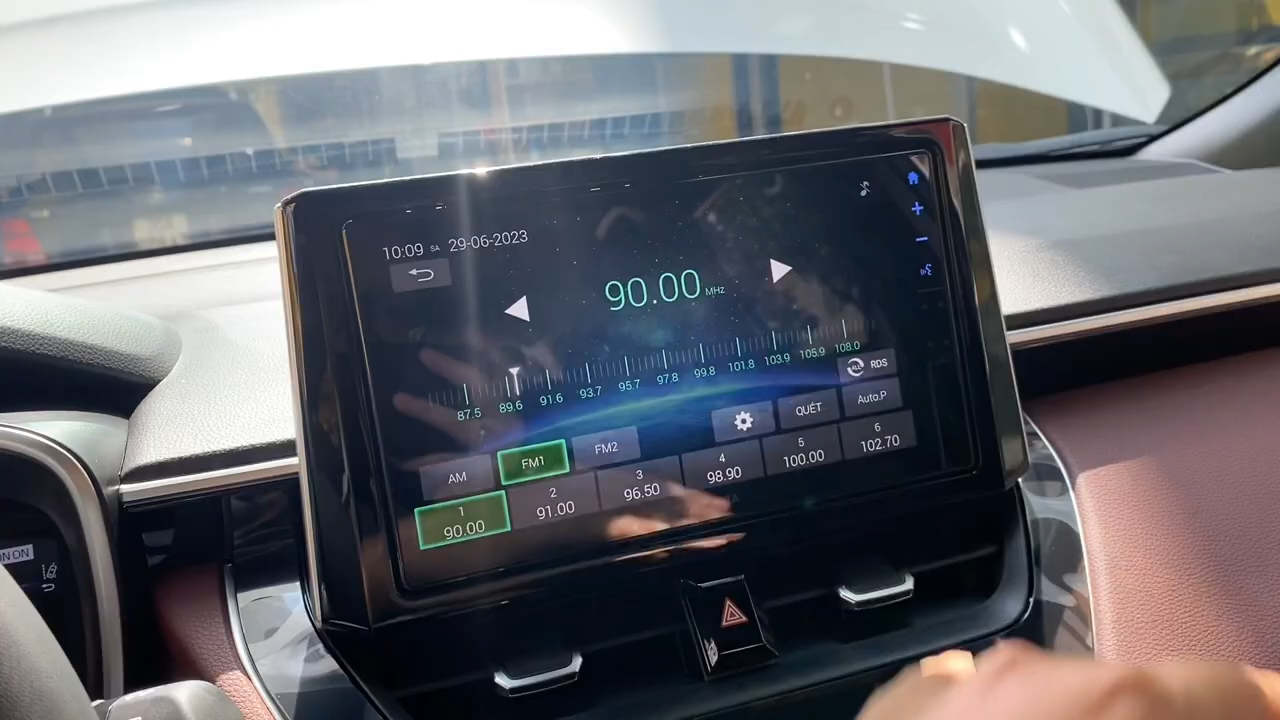 10:09 SA 29-06-2023
90.00 MHz
87.5 89.6 91.6 93.7 95.7 97.8 99.8 101.8 103.9 105.9 108.0
ALL RDS
QUÉT Auto.P
AM FM1 FM2
1 2 3 4 5 6
90.00 91.00 96.50 98.90 100.00 102.70
ON ON